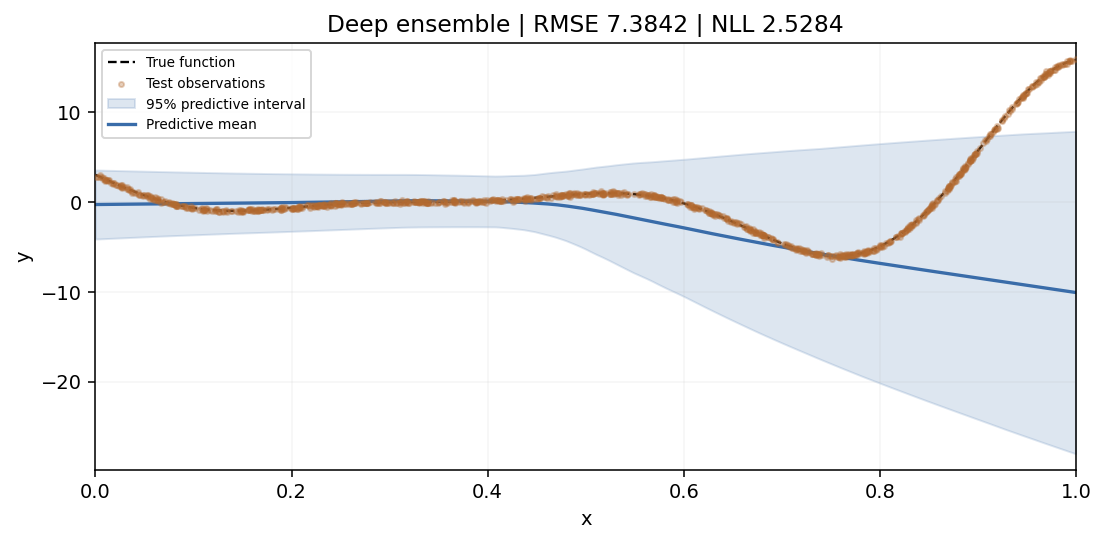 Deep ensemble | RMSE 7.3842 | NLL 2.5284
True function
Test observations
95% predictive interval
Predictive mean
10
0
−10
−20
y
0.0 0.2 0.4 0.6 0.8 1.0
x